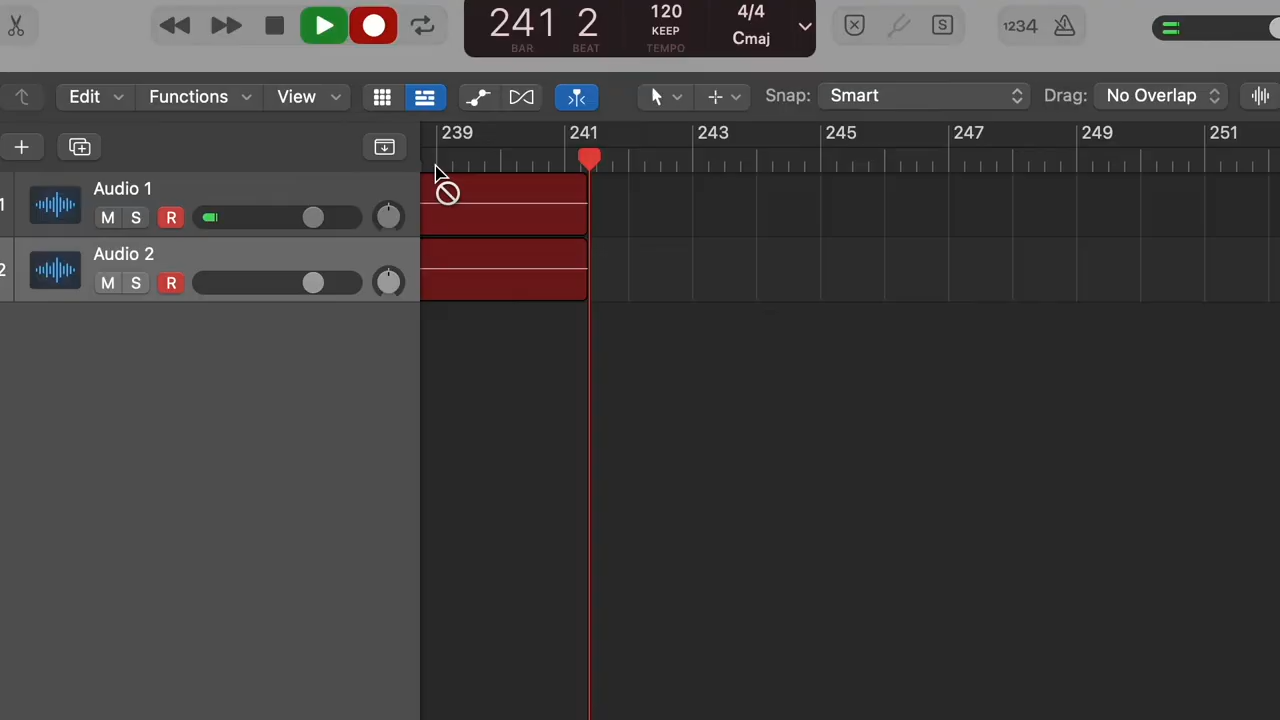 241 2 120 4/4
KEEP
BAR BEAT TEMPO Cmaj
S 1234
Edit Functions View Snap: Smart Drag: No Overlap
239 241 243 245 247 249 251
1 Audio 1
M S R
2 Audio 2
M S R